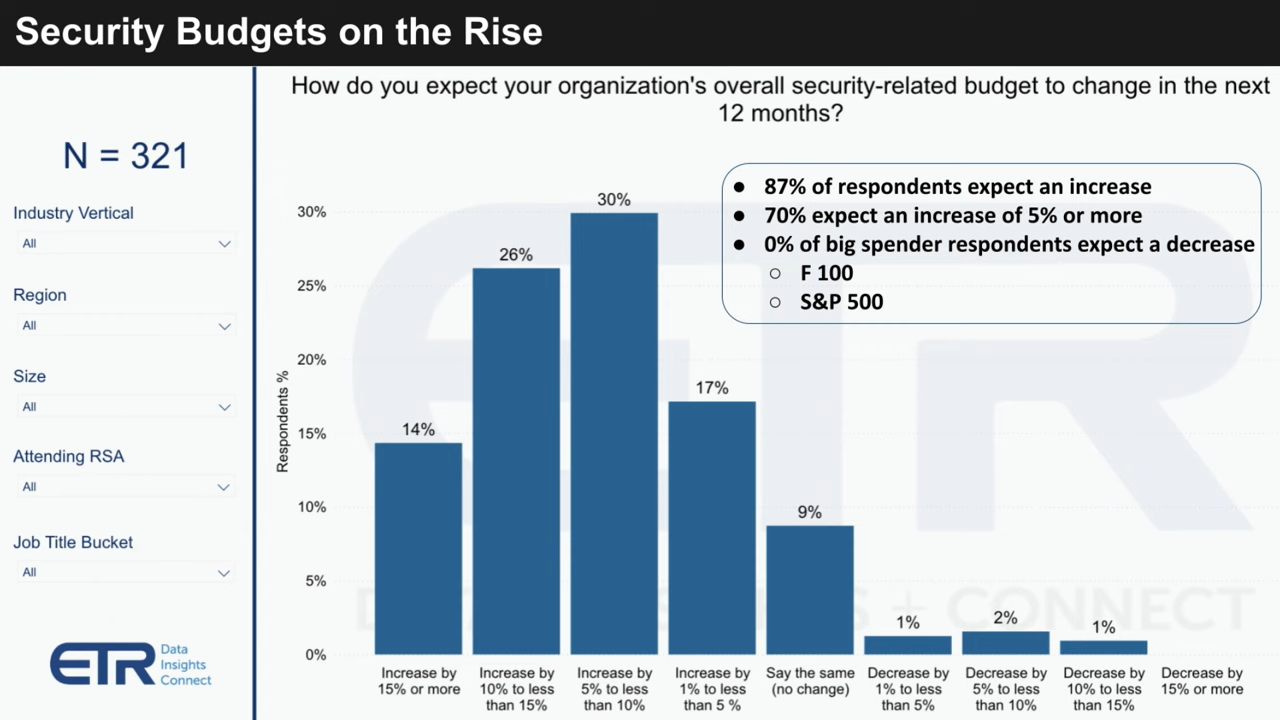 Security Budgets on the Rise
How do you expect your organization's overall security-related budget to change in the next
12 months?
N = 321
Industry Vertical
All
Region
All
Size
All
Attending RSA
All
Job Title Bucket
All
ETR Data
Insights
Connect
● 87% of respondents expect an increase
● 70% expect an increase of 5% or more
● 0% of big spender respondents expect a decrease
○ F 100
○ S&P 500
Respondents %
30%
25%
20%
15%
10%
5%
0%
14%
26%
30%
17%
9%
1%
2%
1%
Increase by
15% or more
Increase by
10% to less
than 15%
Increase by
5% to less
than 10%
Increase by
1% to less
than 5 %
Say the same
(no change)
Decrease by
1% to less
than 5%
Decrease by
5% to less
than 10%
Decrease by
10% to less
than 15%
Decrease by
15% or more
ETR
+ CONNECT